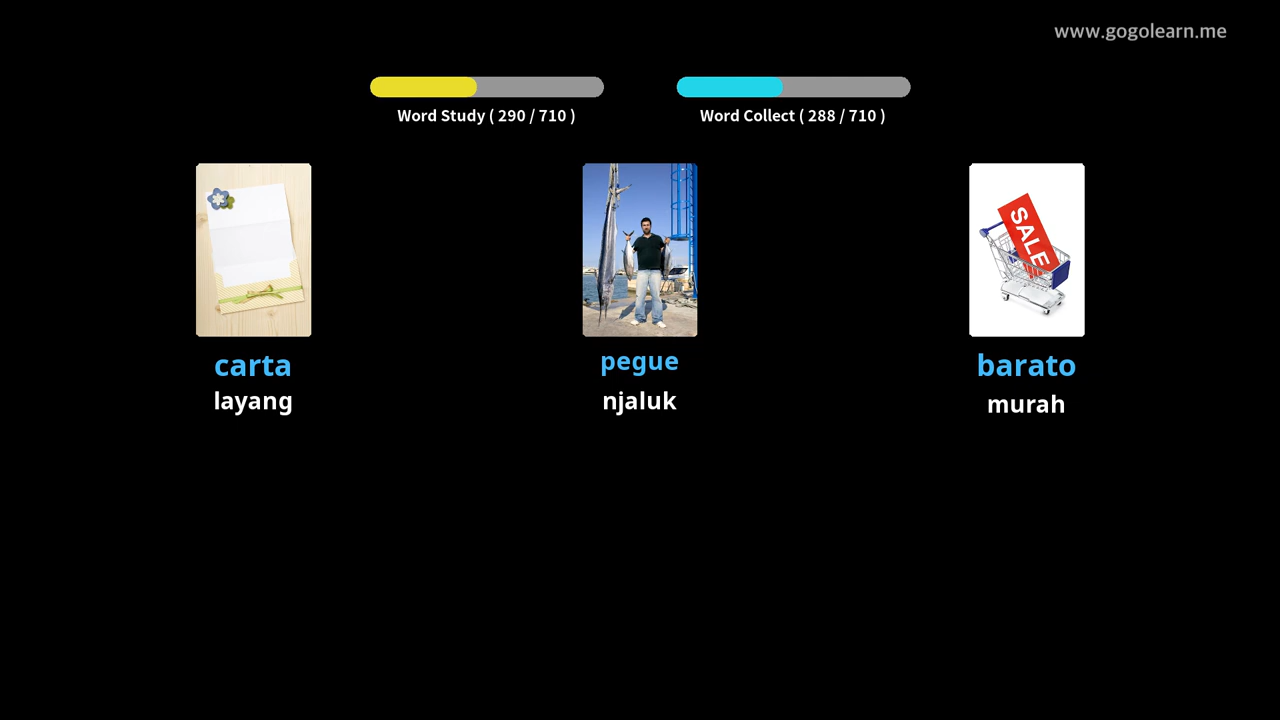 www.gogolearn.me
Word Study ( 290 / 710 )
Word Collect ( 288 / 710 )
SALE
carta
layang
pegue
njaluk
barato
murah